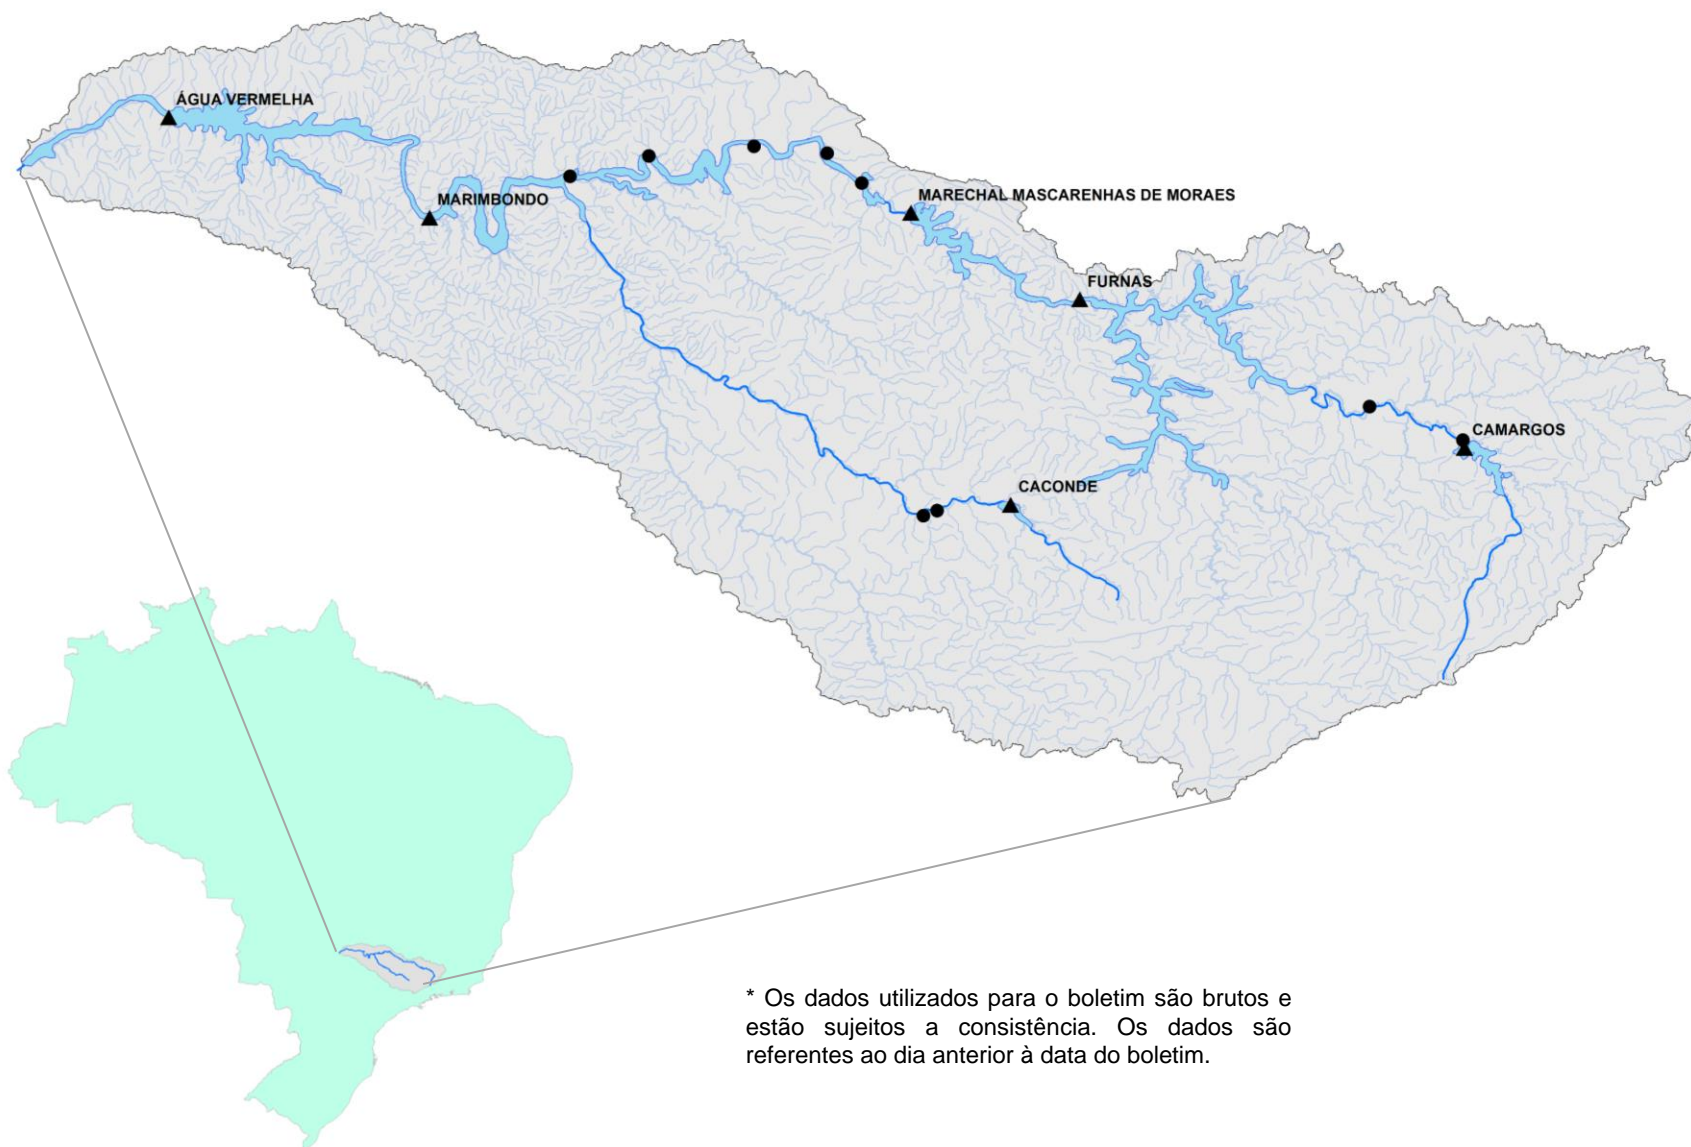 ÁGUA VERMELHA
MARIMBONDO
MARECHAL MASCARENHAS DE MORAES
FURNAS
CAMARGOS
CACONDE
* Os dados utilizados para o boletim são brutos e
estão sujeitos a consistência. Os dados são
referentes ao dia anterior à data do boletim.